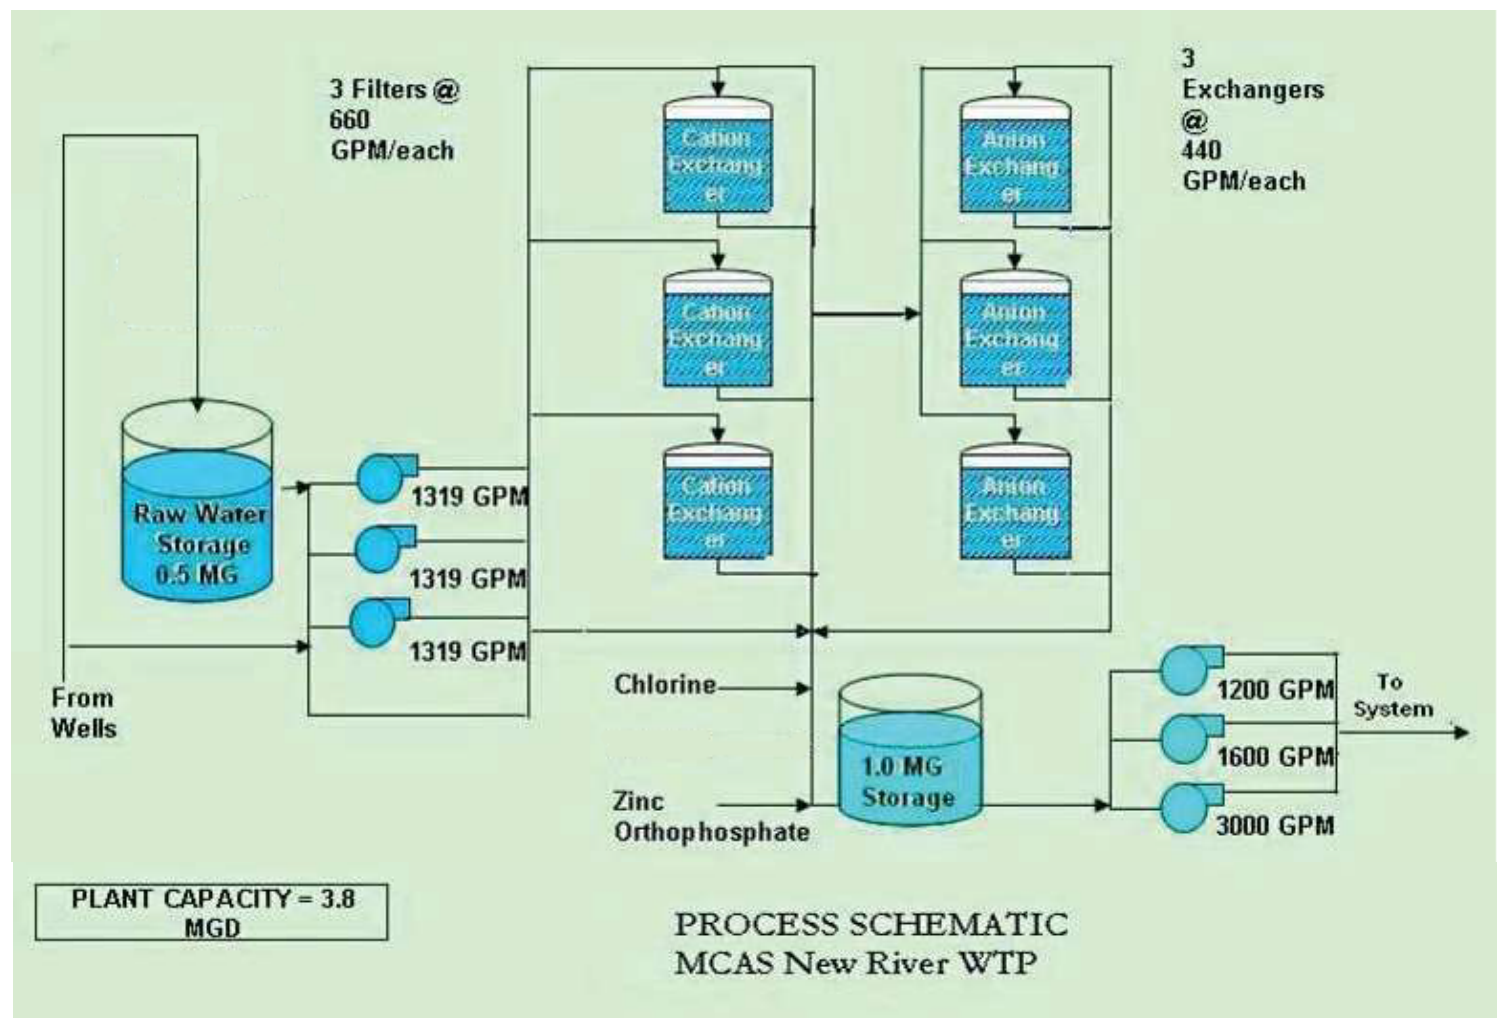 3 Filters @
660
GPM/each
3
Exchangers
@
440
GPM/each
Cation
Exchang
er
Anion
Exchang
er
Cation
Exchang
er
Anion
Exchang
er
Cation
Exchang
er
Anion
Exchang
er
Raw Water
Storage
0.5 MG
1319 GPM
1319 GPM
1319 GPM
From
Wells
Chlorine
Zinc
Orthophosphate
1.0 MG
Storage
1200 GPM
1600 GPM
3000 GPM
To
System
PLANT CAPACITY = 3.8
MGD
PROCESS SCHEMATIC
MCAS New River WTP